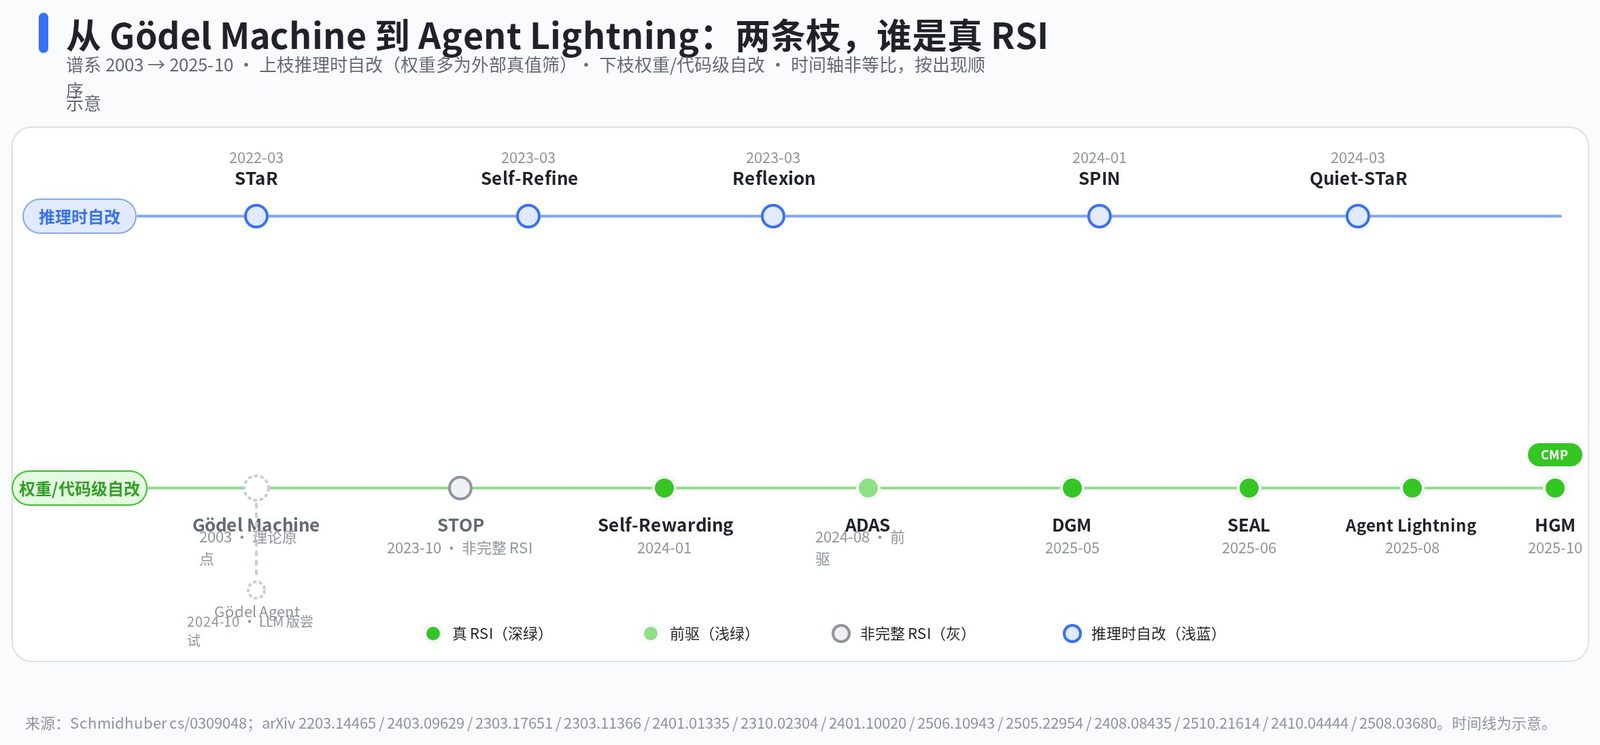 从 Gödel Machine 到 Agent Lightning：两条枝，谁是真 RSI
谱系 2003 → 2025-10 · 上枝推理时自改（权重多为外部真值筛）· 下枝权重/代码级自改 · 时间轴非等比，按出现顺
序
示意
2022-03
STaR
2023-03
Self-Refine
2023-03
Reflexion
2024-01
SPIN
2024-03
Quiet-STaR
推理时自改
CMP
权重/代码级自改
Gödel Machine
2003 · 理论原
点
STOP
2023-10 · 非完整 RSI
Self-Rewarding
2024-01
ADAS
2024-08 · 前
驱
DGM
2025-05
SEAL
2025-06
Agent Lightning
2025-08
HGM
2025-10
Gödel Agent
2024-10 · LLM 版尝
试
真 RSI（深绿）
前驱（浅绿）
非完整 RSI（灰）
推理时自改（浅蓝）
来源：Schmidhuber cs/0309048；arXiv 2203.14465 / 2403.09629 / 2303.17651 / 2303.11366 / 2401.01335 / 2310.02304 / 2401.10020 / 2506.10943 / 2505.22954 / 2408.08435 / 2510.21614 / 2410.04444 / 2508.03680。时间线为示意。